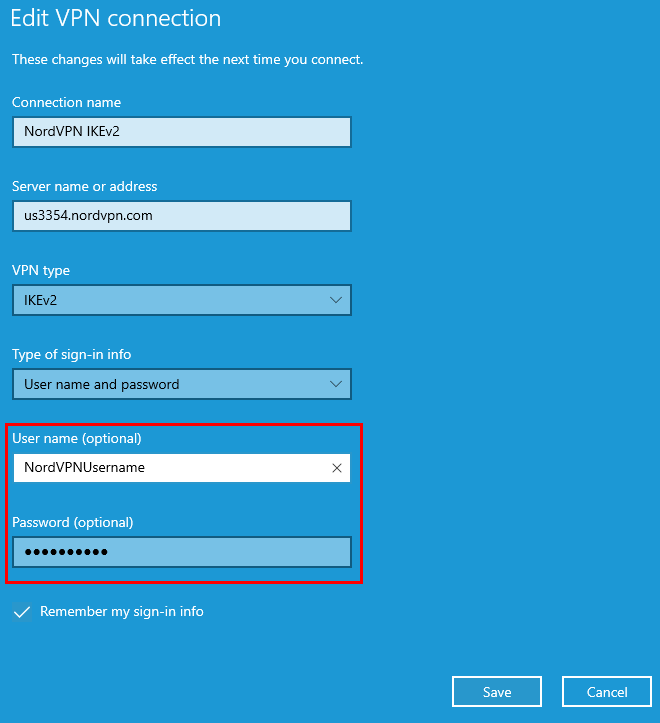 Edit VPN connection
These changes will take effect the next time you connect.
Connection name
NordVPN IKEv2
Server name or address
us3354.nordvpn.com
VPN type
IKEv2
Type of sign-in info
User name and password
User name (optional)
NordVPNUsername
Password (optional)
●●●●●●●●●●
Remember my sign-in info
Save Cancel